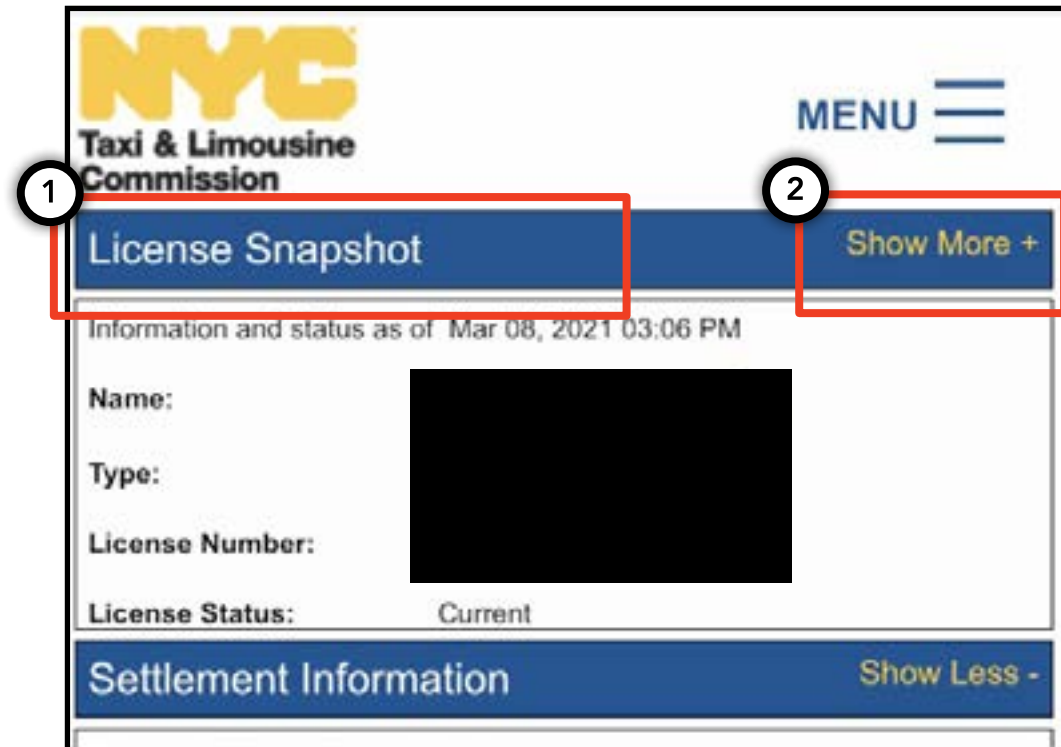 NYC
Taxi & Limousine
Commission
MENU
1
2
License Snapshot
Show More +
Information and status as of Mar 08, 2021 03:06 PM
Name:
Type:
License Number:
License Status: Current
Settlement Information
Show Less -